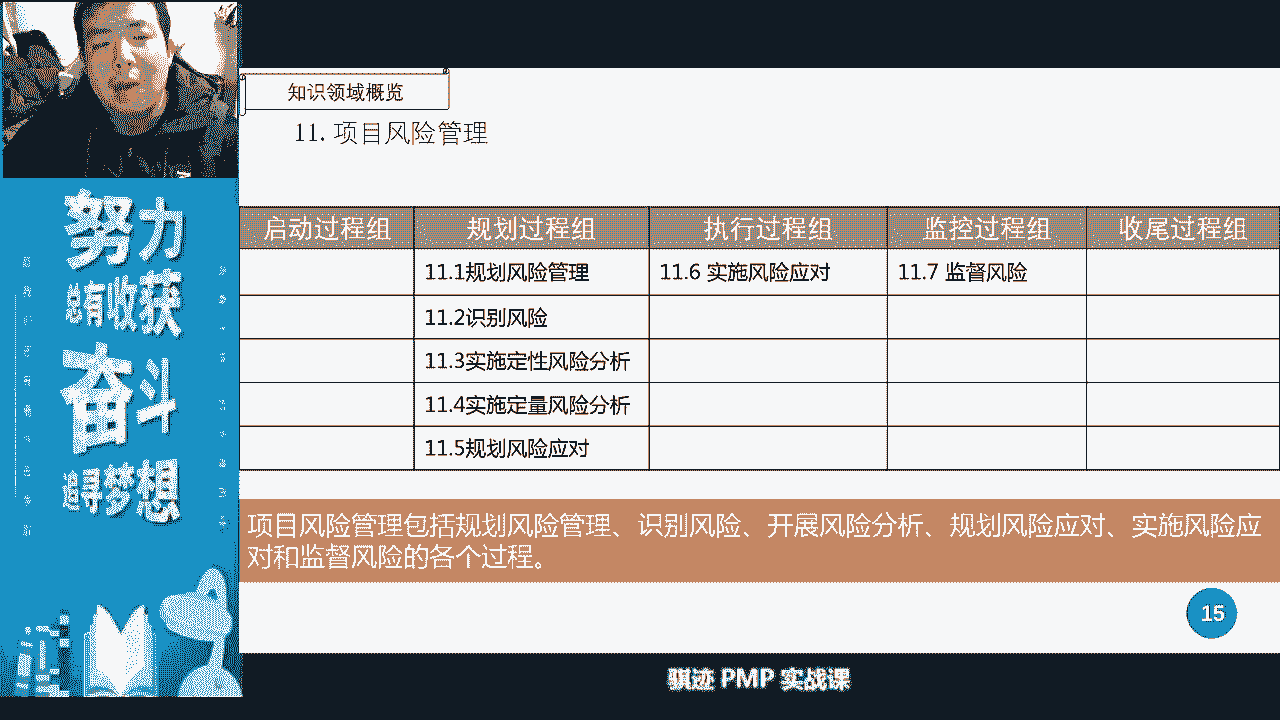 知识领域概览
11. 项目风险管理
努力
总有收获
奋斗
追寻梦想
启动过程组 规划过程组 执行过程组 监控过程组 收尾过程组
11.1规划风险管理 11.6 实施风险应对 11.7 监督风险
11.2识别风险
11.3实施定性风险分析
11.4实施定量风险分析
11.5规划风险应对
项目风险管理包括规划风险管理、识别风险、开展风险分析、规划风险应对、实施风险应
对和监督风险的各个过程。
15
骐迹 PMP 实战课